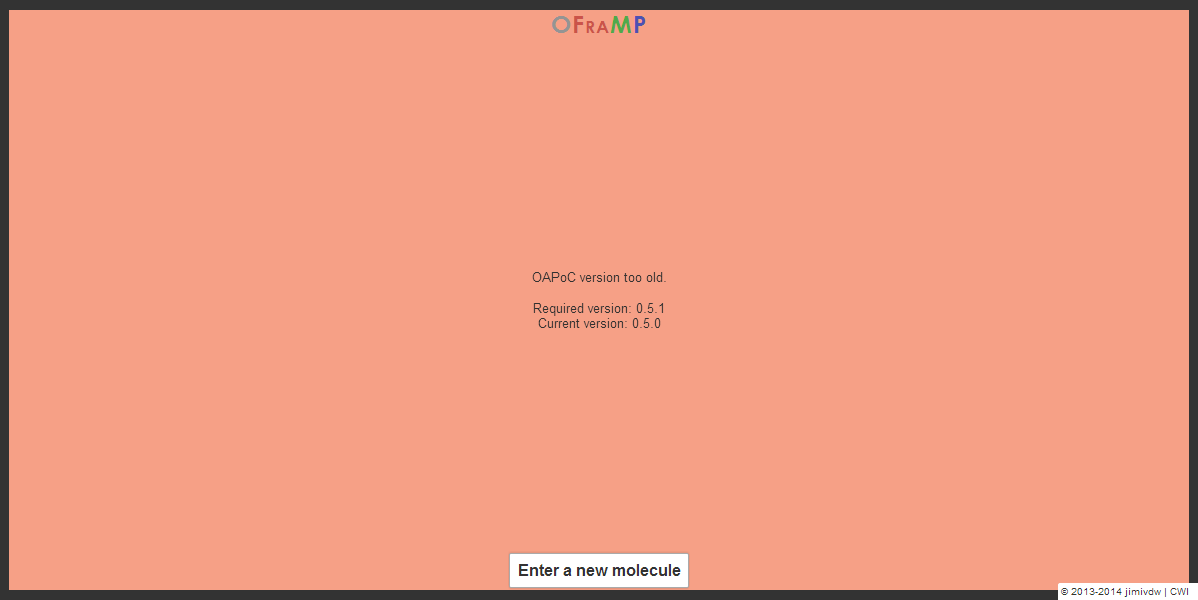 OFRAMP
OAPoC version too old.
Required version: 0.5.1
Current version: 0.5.0
Enter a new molecule
© 2013-2014 jimivdw | CWI